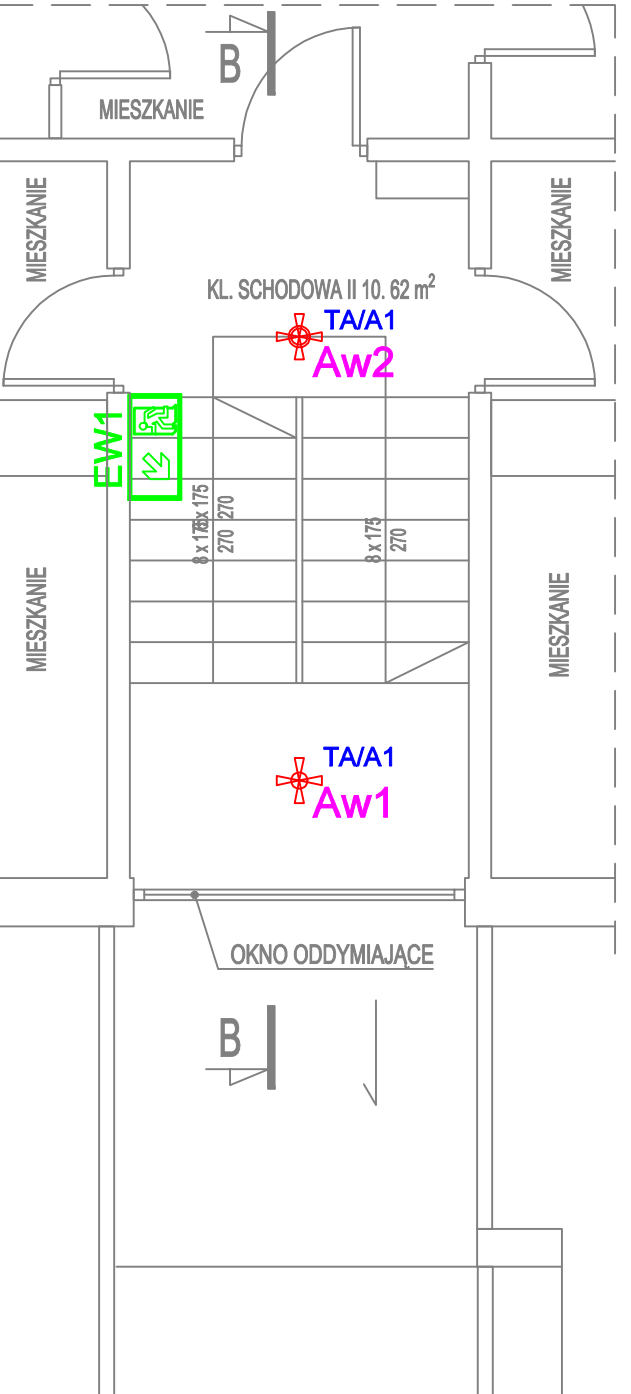 B
MIESZKANIE
MIESZKANIE
MIESZKANIE
KL. SCHODOWA II 10. 62 m²
TA/A1
Aw2
EW1
8 x 175
270
270
8 x 175
270
MIESZKANIE
MIESZKANIE
TA/A1
Aw1
OKNO ODDYMIAJĄCE
B